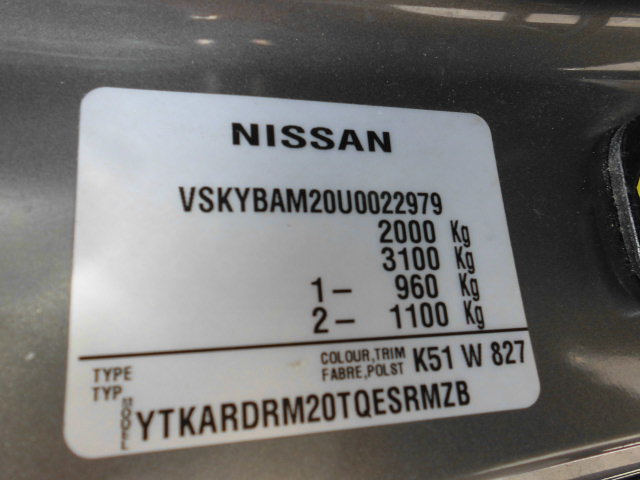 NISSAN
VSKYBAM20U0022979
2000 Kg
3100 Kg
1- 960 Kg
2- 1100 Kg
TYPE COLOUR,TRIM K51 W 827
TYP FABRE,POLST
MODELL YTKARDRM20TQESRMZB